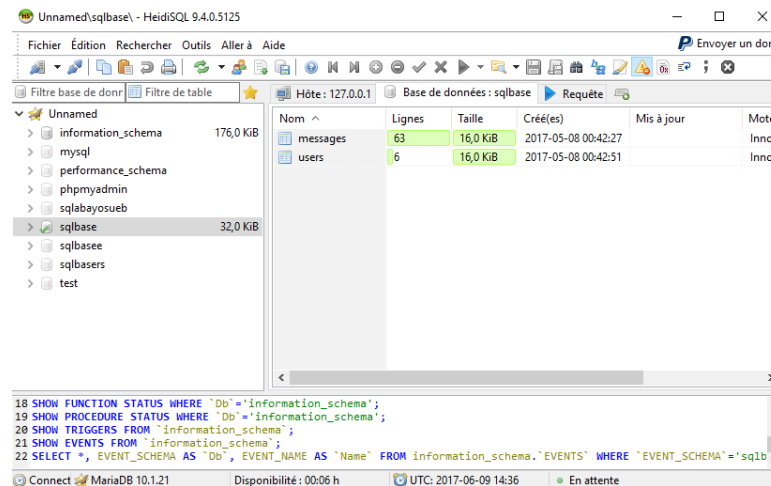 Unnamed\sqlbase\ - HeidiSQL 9.4.0.5125
Fichier Édition Rechercher Outils Aller à Aide Envoyer un don
Filtre base de donn Filtre de table Hôte : 127.0.0.1 Base de données : sqlbase Requête
Unnamed
information_schema 176,0 KiB
mysql
performance_schema
phpmyadmin
sqlabayosueb
sqlbase 32,0 KiB
sqlbasee
sqlbasers
test
Nom Lignes Taille Créé(es) Mis à jour Mote
messages 63 16,0 KiB 2017-05-08 00:42:27 Inno
users 6 16,0 KiB 2017-05-08 00:42:51 Inno
18 SHOW FUNCTION STATUS WHERE `Db`='information_schema';
19 SHOW PROCEDURE STATUS WHERE `Db`='information_schema';
20 SHOW TRIGGERS FROM `information_schema`;
21 SHOW EVENTS FROM `information_schema`;
22 SELECT *, EVENT_SCHEMA AS `Db`, EVENT_NAME AS `Name` FROM information_schema.`EVENTS` WHERE `EVENT_SCHEMA`='sqlb
Connect MariaDB 10.1.21 Disponibilité : 00:06 h UTC: 2017-06-09 14:36 En attente